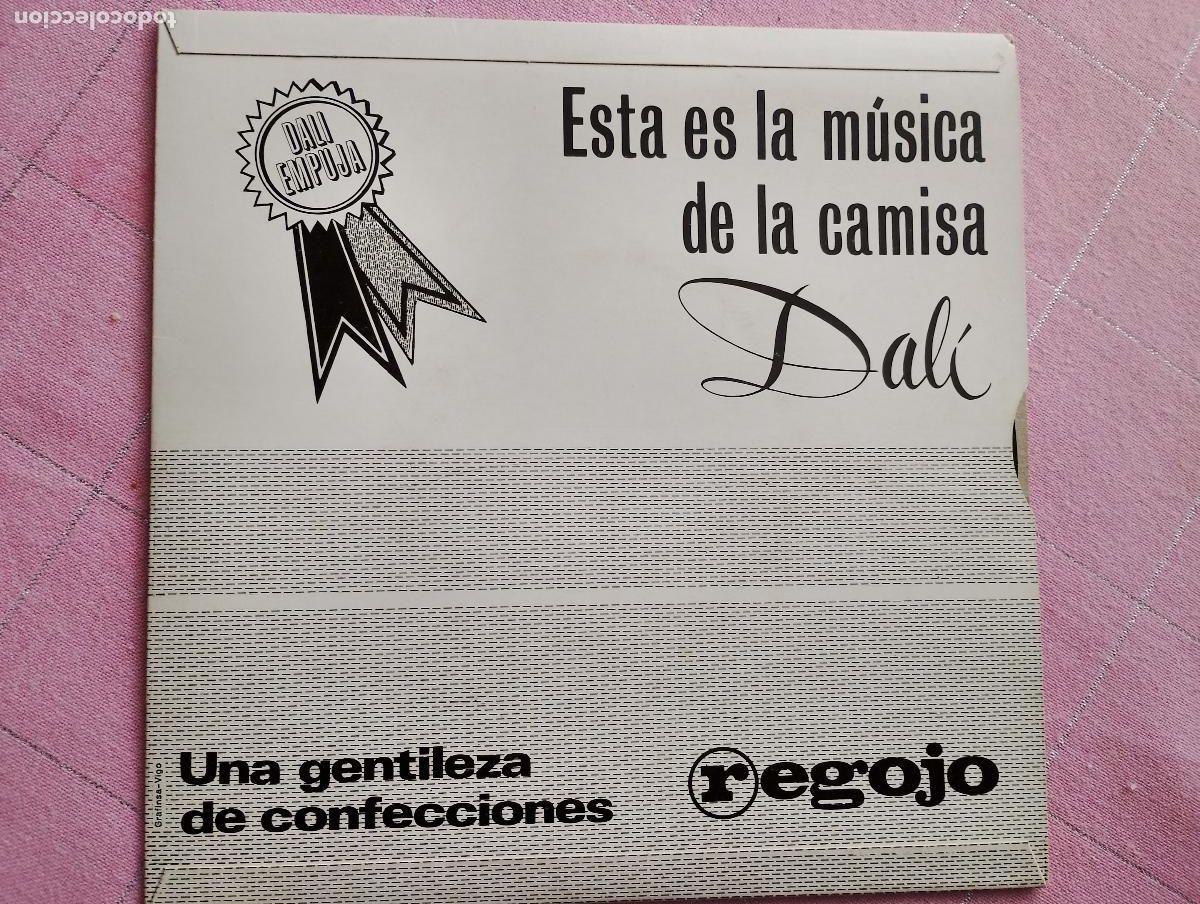 todocoleccion
DALI
EMPUJA
Esta es la música
de la camisa
Dalí
Una gentileza
de confecciones
regojo
Grafinsa-Vigo